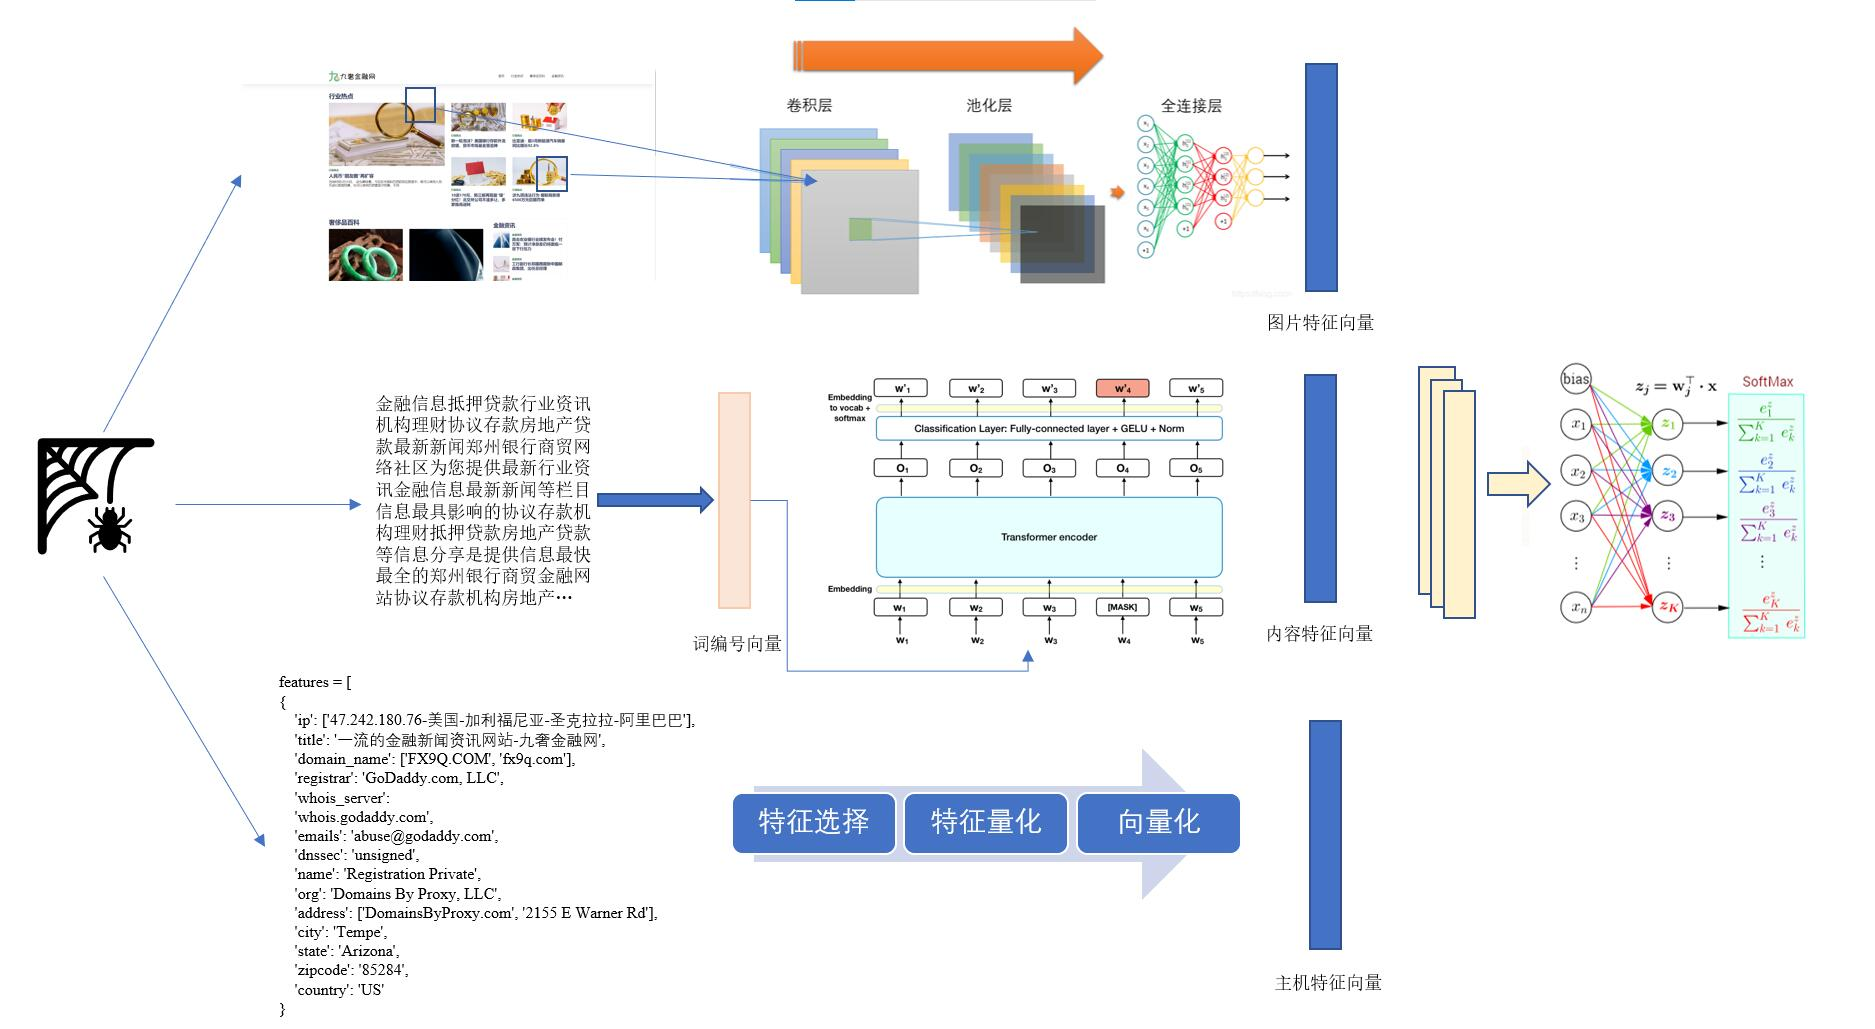 九奢金融网
行业热点
奢侈品百科
金融资讯
卷积层
池化层
全连接层
图片特征向量
金融信息抵押贷款行业资讯
机构理财协议存款房地产贷
款最新新闻郑州银行商贸网
络社区为您提供最新行业资
讯金融信息最新新闻等栏目
信息最具影响的协议存款机
构理财抵押贷款房地产贷款
等信息分享是提供信息最快
最全的郑州银行商贸金融网
站协议存款机构房地产…
词编号向量
w'1 w'2 w'3 w'4 w'5
Embedding
to vocab +
softmax
Classification Layer: Fully-connected layer + GELU + Norm
O1 O2 O3 O4 O5
Transformer encoder
Embedding
W1 W2 W3 [MASK] W5
W1 W2 W3 W4 W5
内容特征向量
bias
x1
x2
x3
⋮
xn
zj = wj⊤ · x
z1
z2
z3
⋮
zK
SoftMax
e1^z / ∑k=1^K ek^z
e2^z / ∑k=1^K ek^z
e3^z / ∑k=1^K ek^z
⋮
eK^z / ∑k=1^K ek^z
features = [
{
'ip': ['47.242.180.76-美国-加利福尼亚-圣克拉拉-阿里巴巴'],
'title': '一流的金融新闻资讯网站-九奢金融网',
'domain_name': ['FX9Q.COM', 'fx9q.com'],
'registrar': 'GoDaddy.com, LLC',
'whois_server':
'whois.godaddy.com',
'emails': 'abuse@godaddy.com',
'dnssec': 'unsigned',
'name': 'Registration Private',
'org': 'Domains By Proxy, LLC',
'address': ['DomainsByProxy.com', '2155 E Warner Rd'],
'city': 'Tempe',
'state': 'Arizona',
'zipcode': '85284',
'country': 'US'
}
特征选择
特征量化
向量化
主机特征向量